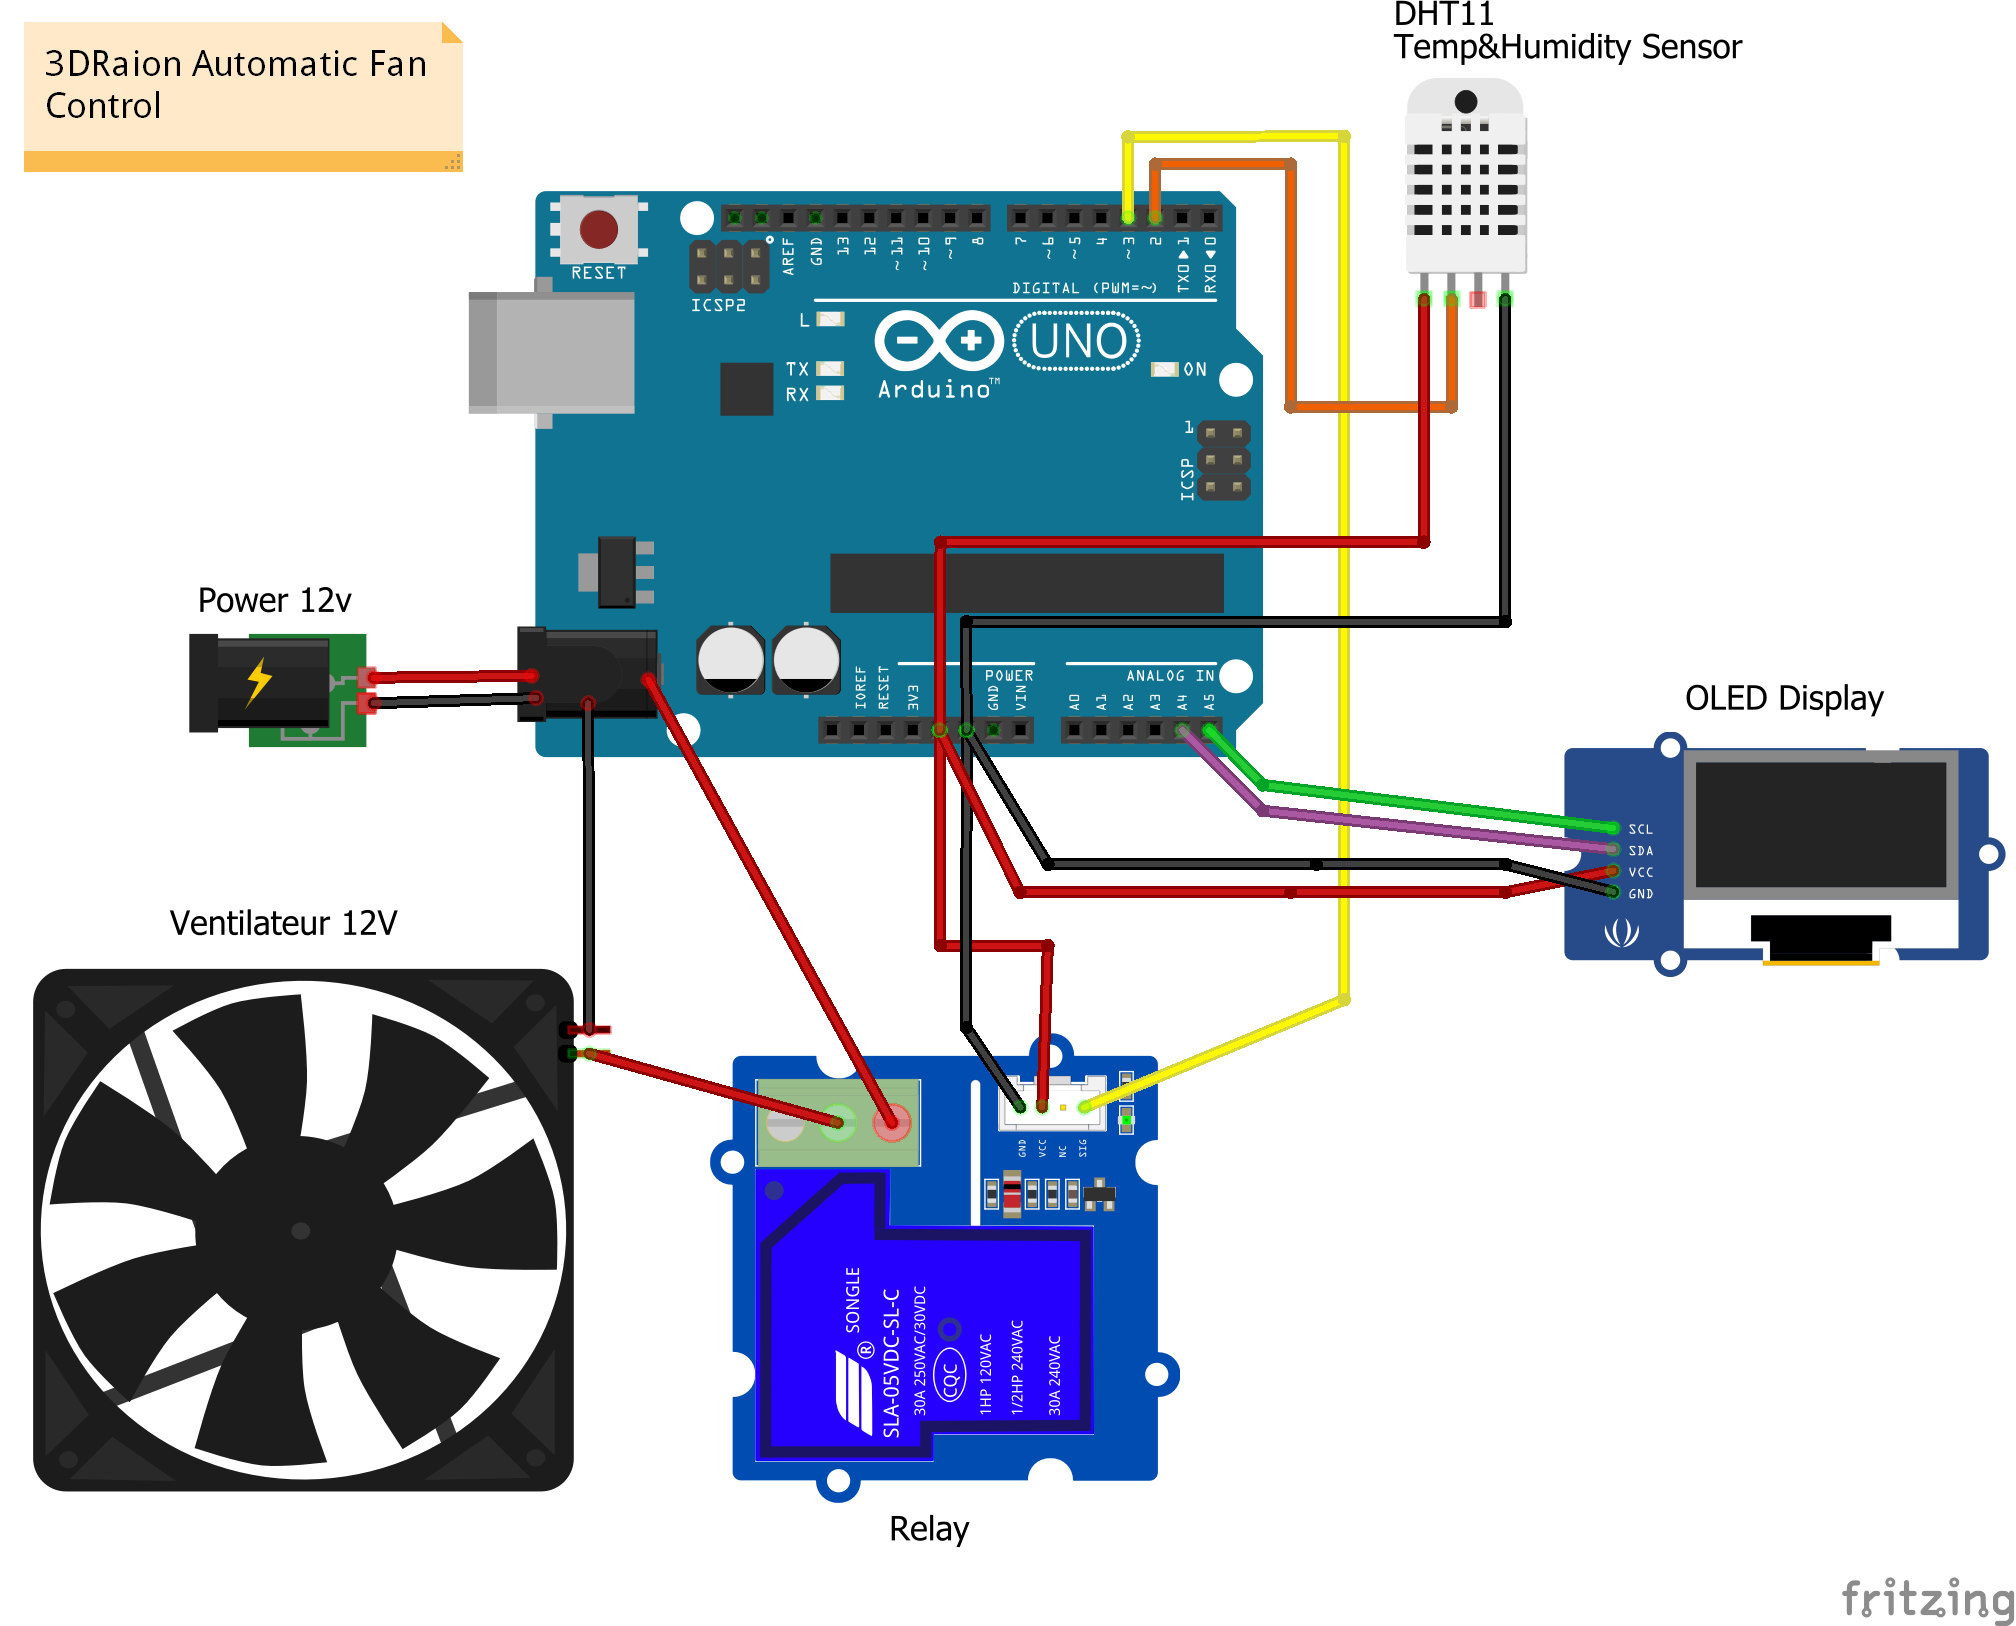 DHT11
Temp&Humidity Sensor
3DRaion Automatic Fan
Control
RESET
ICSP2
AREF
GND
13
12
~11
~10
~9
8
7
~6
~5
4
~3
2
TX0▶1
RX0◀0
DIGITAL (PWM=~)
L
TX
RX
Arduino™
UNO
ON
1
ICSP
Power 12v
IOREF
RESET
3V3
GND
VIN
POWER
ANALOG IN
A0
A1
A2
A3
A4
A5
OLED Display
SCL
SDA
VCC
GND
Ventilateur 12V
GND
VCC
NC
SIG
SONGLE
®
SLA-05VDC-SL-C
30A 250VAC/30VDC
CQC
1HP 120VAC
1/2HP 240VAC
30A 240VAC
Relay
fritzing